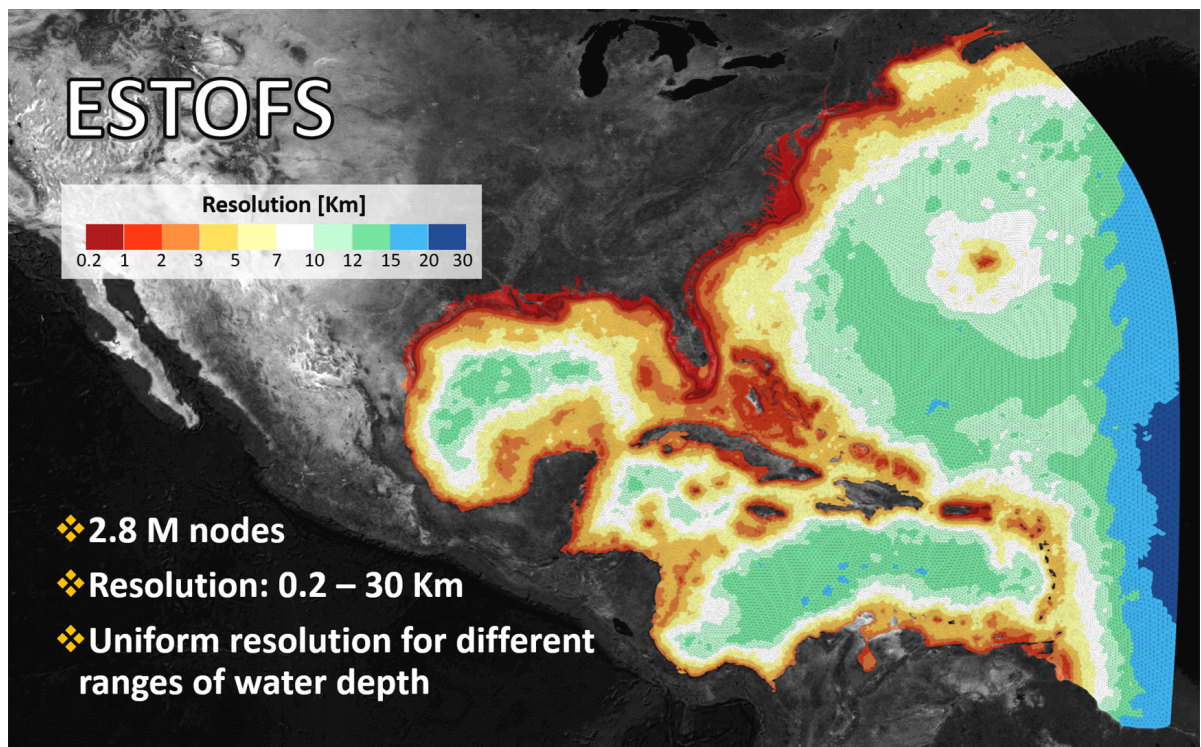 ESTOFS
Resolution [Km]
0.2 1 2 3 5 7 10 12 15 20 30
❖2.8 M nodes
❖Resolution: 0.2 – 30 Km
❖Uniform resolution for different
ranges of water depth